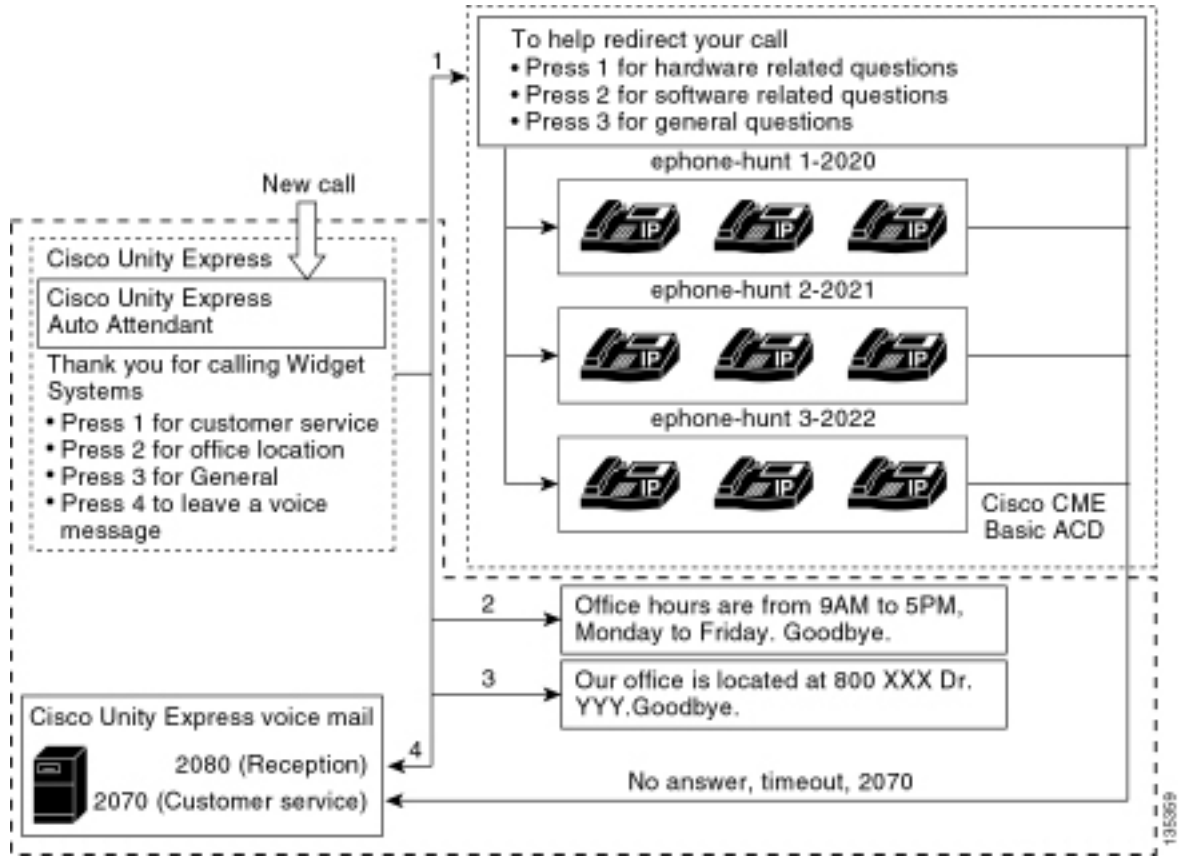 To help redirect your call
• Press 1 for hardware related questions
• Press 2 for software related questions
• Press 3 for general questions
1
ephone-hunt 1-2020
IP IP IP
New call
Cisco Unity Express
Cisco Unity Express
Auto Attendant
Thank you for calling Widget
Systems
• Press 1 for customer service
• Press 2 for office location
• Press 3 for General
• Press 4 to leave a voice
message
ephone-hunt 2-2021
IP IP IP
ephone-hunt 3-2022
IP IP IP
Cisco CME
Basic ACD
2
Office hours are from 9AM to 5PM,
Monday to Friday. Goodbye.
3
Our office is located at 800 XXX Dr.
YYY.Goodbye.
Cisco Unity Express voice mail
4
2080 (Reception)
2070 (Customer service)
No answer, timeout, 2070
135359